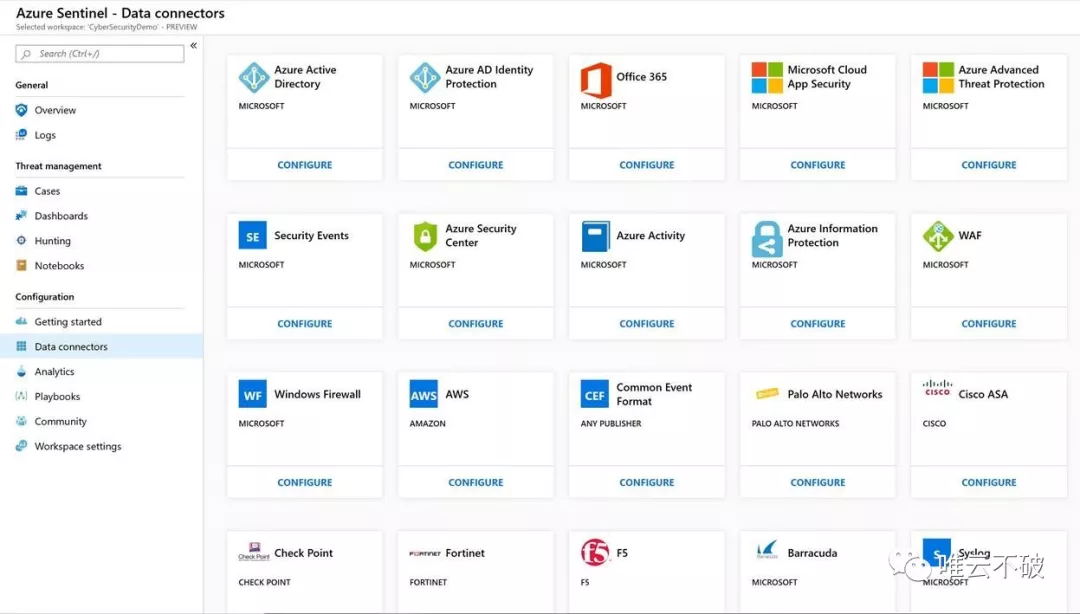 Azure Sentinel - Data connectors
Selected workspace: 'CyberSecurityDemo' - PREVIEW
Search (Ctrl+/)
«
General
Overview
Logs
Threat management
Cases
Dashboards
Hunting
Notebooks
Configuration
Getting started
Data connectors
Analytics
Playbooks
Community
Workspace settings
Azure Active
Directory
MICROSOFT
CONFIGURE
Azure AD Identity
Protection
MICROSOFT
CONFIGURE
Office 365
MICROSOFT
CONFIGURE
Microsoft Cloud
App Security
MICROSOFT
CONFIGURE
Azure Advanced
Threat Protection
MICROSOFT
CONFIGURE
SE
Security Events
MICROSOFT
CONFIGURE
Azure Security
Center
MICROSOFT
CONFIGURE
Azure Activity
MICROSOFT
CONFIGURE
Azure Information
Protection
MICROSOFT
CONFIGURE
WAF
MICROSOFT
CONFIGURE
WF
Windows Firewall
MICROSOFT
CONFIGURE
AWS
AWS
AMAZON
CONFIGURE
CEF
Common Event
Format
ANY PUBLISHER
CONFIGURE
Palo Alto Networks
PALO ALTO NETWORKS
CONFIGURE
CISCO
Cisco ASA
CISCO
CONFIGURE
Check Point
Check Point
CHECK POINT
FORTINET
Fortinet
FORTINET
f5
F5
F5
Barracuda
Barracuda
MICROSOFT
S
Syslog
MICROSOFT
唯云不破